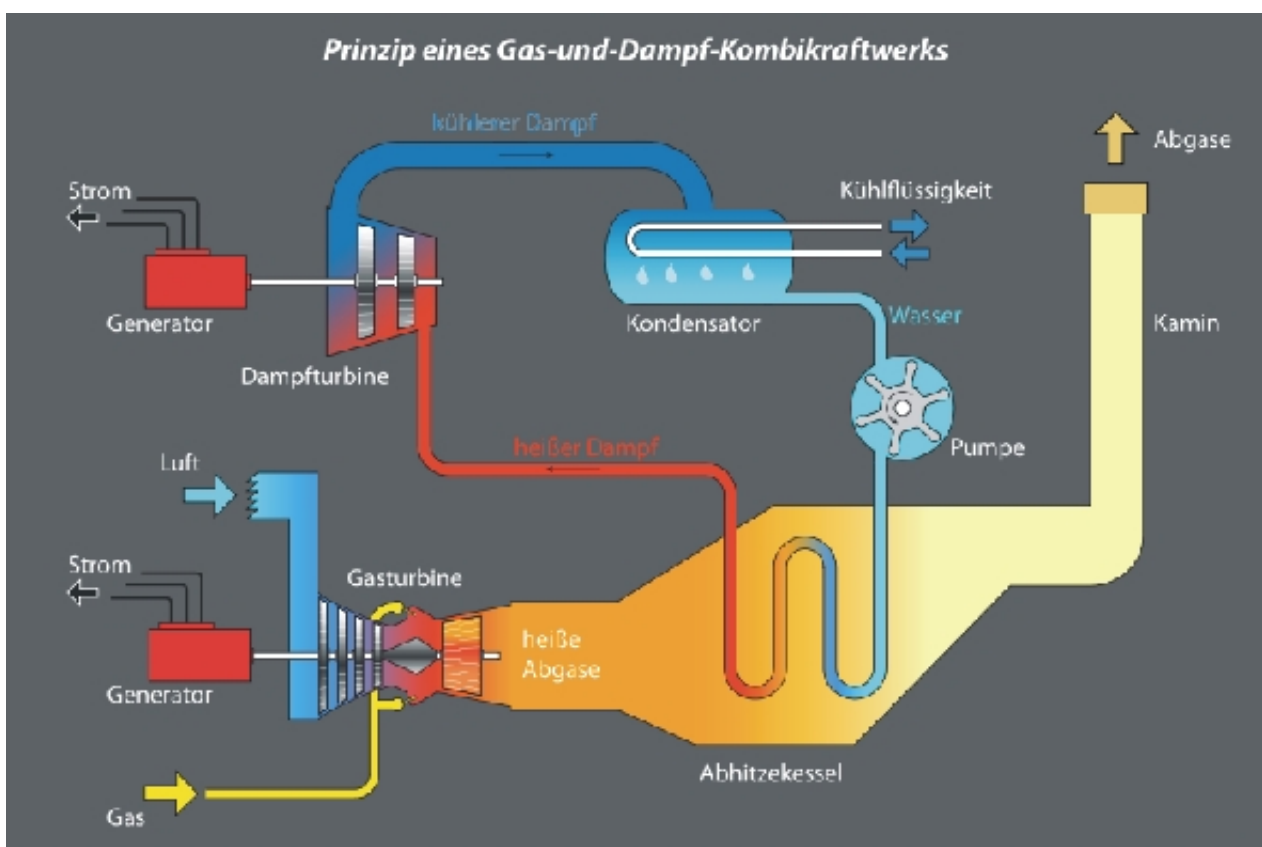 Prinzip eines Gas-und-Dampf-Kombikraftwerks
kühlerer Dampf
Abgase
Strom
Kühlflüssigkeit
Generator
Kondensator
Wasser
Kamin
Dampfturbine
heißer Dampf
Pumpe
Luft
Strom
Gasturbine
heiße
Abgase
Generator
Abhitzekessel
Gas